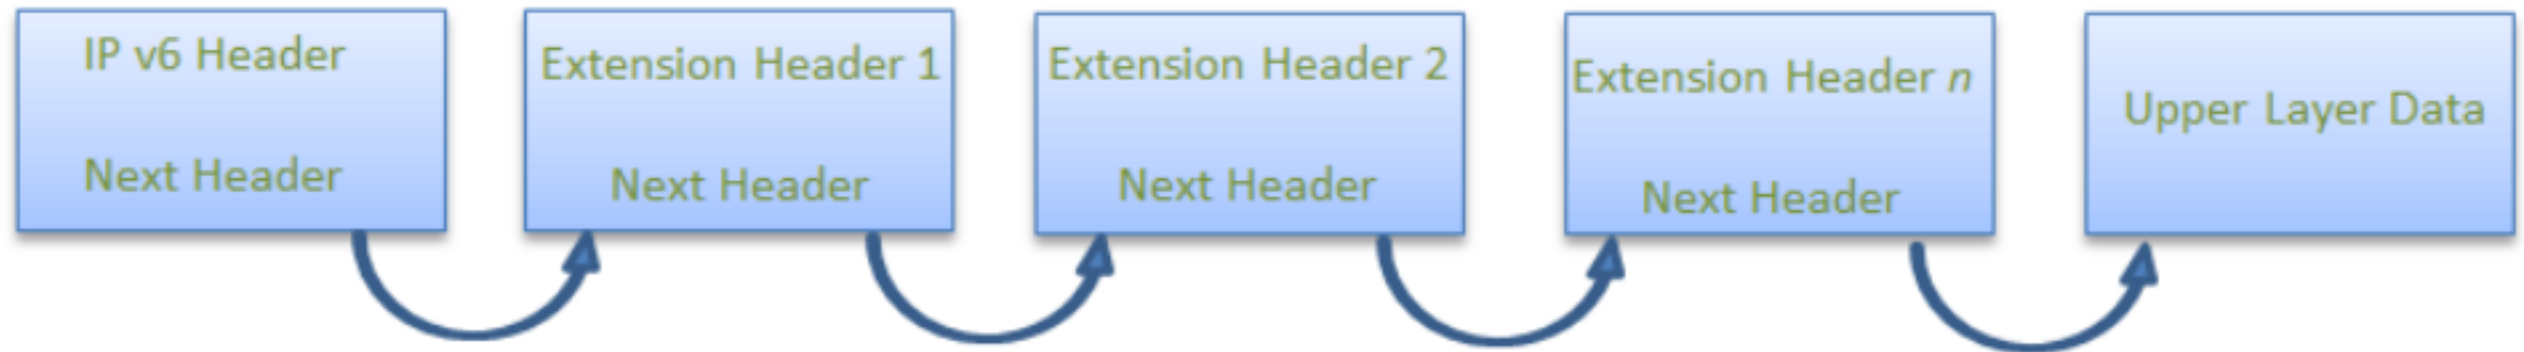 IP v6 Header
Next Header
Extension Header 1
Next Header
Extension Header 2
Next Header
Extension Header n
Next Header
Upper Layer Data